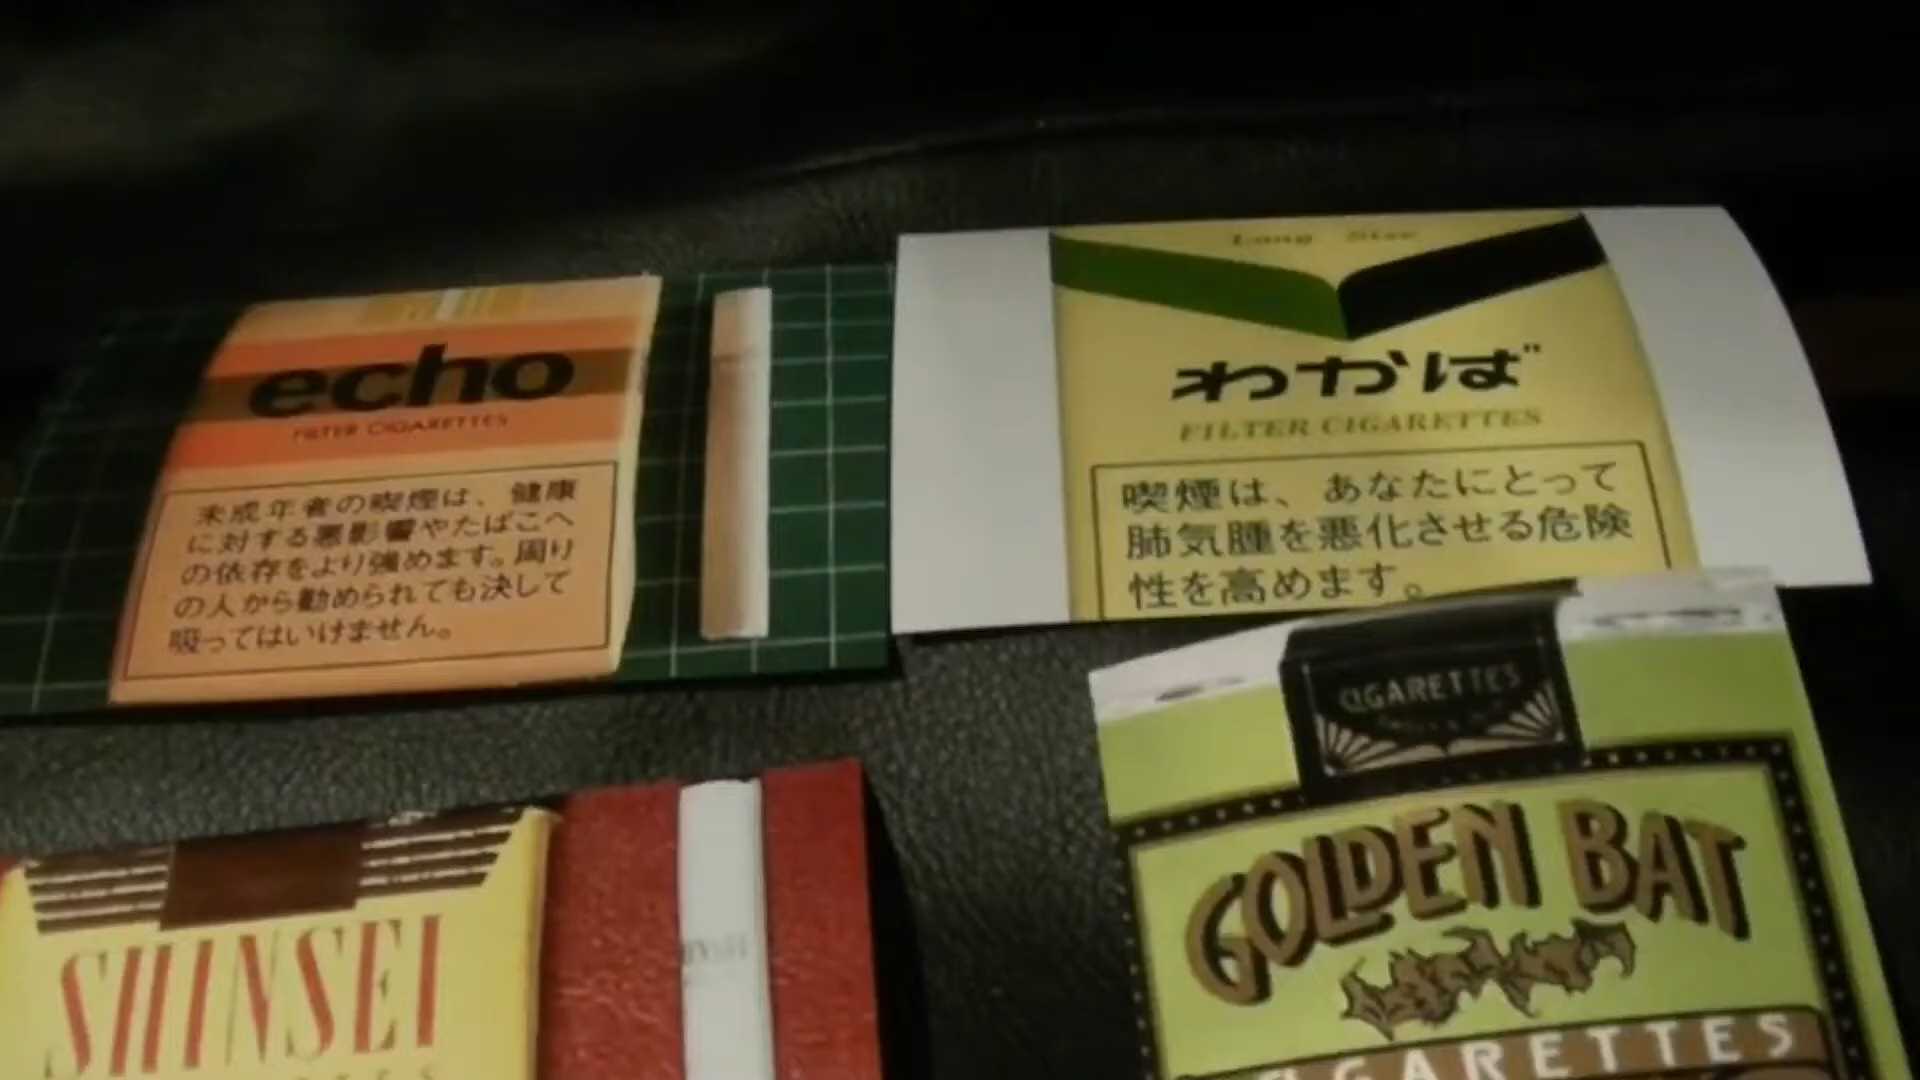 echo
FILTER CIGARETTES
未成年者の喫煙は、健康
に対する悪影響やたばこへ
の依存をより強めます。周り
の人から勧められても決して
吸ってはいけません。
Long Size
わかば
FILTER CIGARETTES
喫煙は、あなたにとって
肺気腫を悪化させる危険
性を高めます。
SHINSEI
CIGARETTES
GOLDEN BAT
CIGARETTES